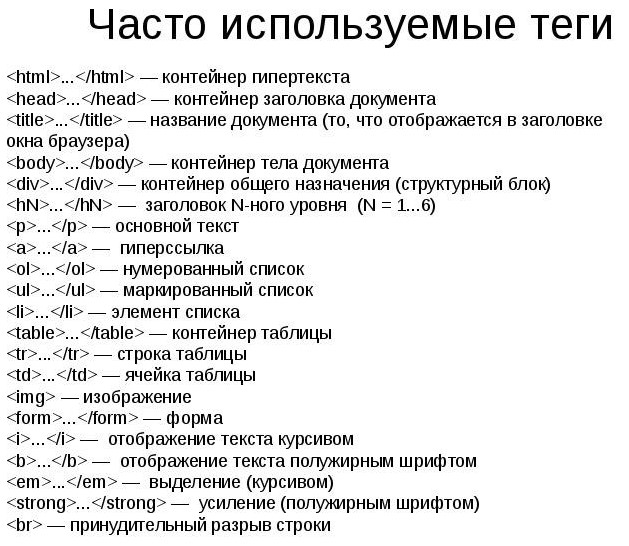 Часто используемые теги
<html>...</html> — контейнер гипертекста
<head>...</head> — контейнер заголовка документа
<title>...</title> — название документа (то, что отображается в заголовке
окна браузера)
<body>...</body> — контейнер тела документа
<div>...</div> — контейнер общего назначения (структурный блок)
<hN>...</hN> — заголовок N-ного уровня (N = 1...6)
<p>...</p> — основной текст
<a>...</a> — гиперссылка
<ol>...</ol> — нумерованный список
<ul>...</ul> — маркированный список
<li>...</li> — элемент списка
<table>...</table> — контейнер таблицы
<tr>...</tr> — строка таблицы
<td>...</td> — ячейка таблицы
<img> — изображение
<form>...</form> — форма
<i>...</i> — отображение текста курсивом
<b>...</b> — отображение текста полужирным шрифтом
<em>...</em> — выделение (курсивом)
<strong>...</strong> — усиление (полужирным шрифтом)
<br> — принудительный разрыв строки